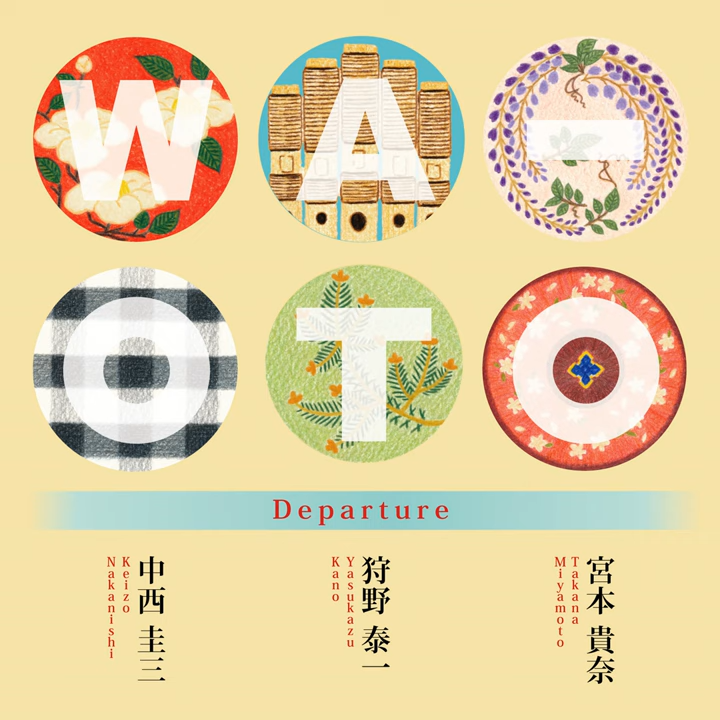 WA-
OTO
Departure
中西 圭三
Keizo
Nakanishi
狩野 泰一
Yasukazu
Kano
宮本 貴奈
Takana
Miyamoto